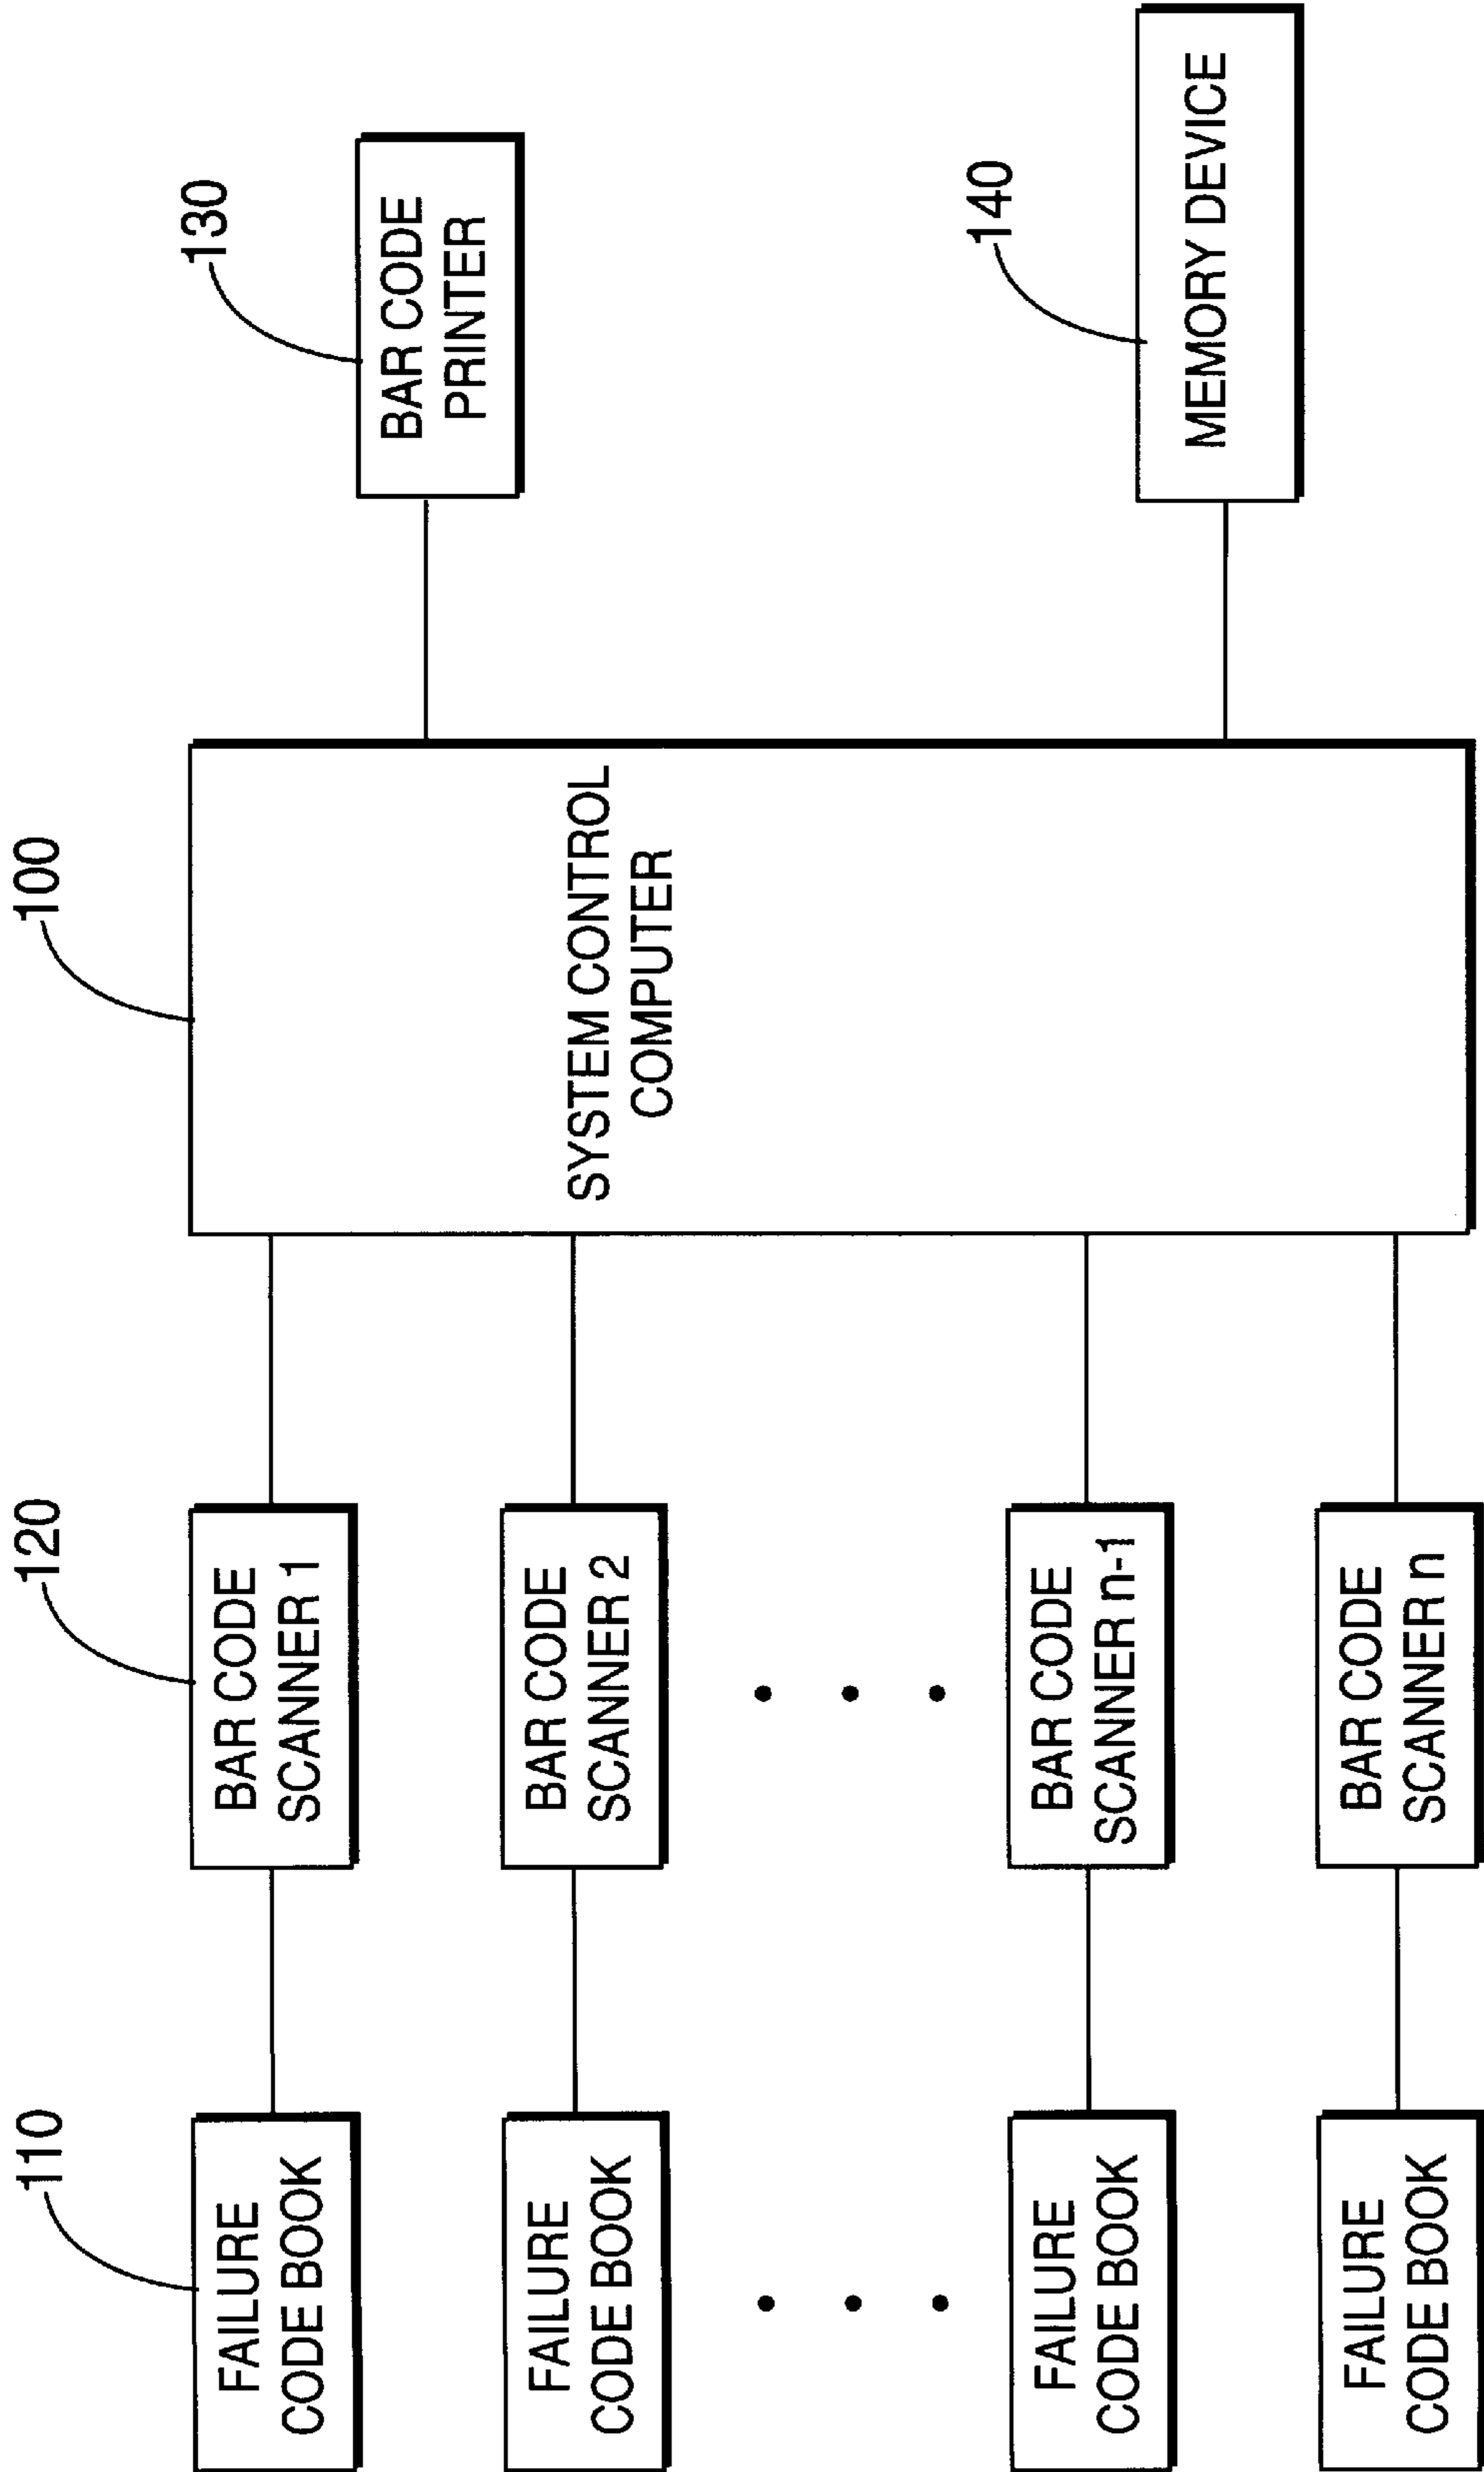 110
120
100
130
140
FAILURE
CODE BOOK
BAR CODE
SCANNER 1
SYSTEM CONTROL
COMPUTER
BAR CODE
PRINTER
FAILURE
CODE BOOK
BAR CODE
SCANNER 2
FAILURE
CODE BOOK
BAR CODE
SCANNER n-1
MEMORY DEVICE
FAILURE
CODE BOOK
BAR CODE
SCANNER n